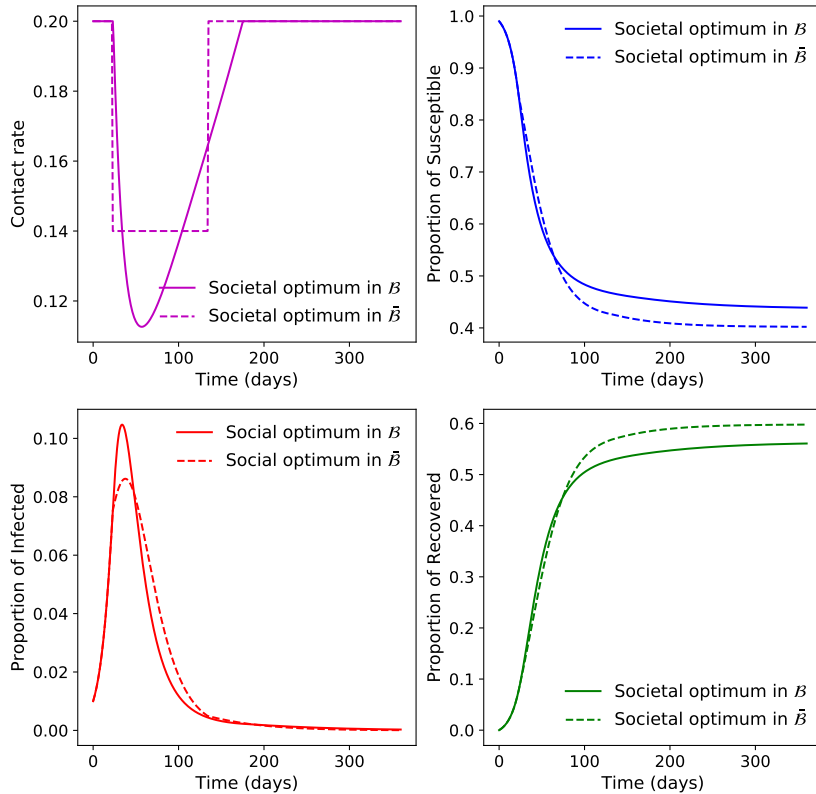 0.20
0.18
0.16
0.14
0.12
Contact rate
Societal optimum in ℬ
Societal optimum in ℬ̄
0
100
200
300
Time (days)
1.0
0.9
0.8
0.7
0.6
0.5
0.4
Proportion of Susceptible
Societal optimum in ℬ
Societal optimum in ℬ̄
0
100
200
300
Time (days)
0.10
0.08
0.06
0.04
0.02
0.00
Proportion of Infected
Social optimum in ℬ
Social optimum in ℬ̄
0
100
200
300
Time (days)
0.6
0.5
0.4
0.3
0.2
0.1
0.0
Proportion of Recovered
Societal optimum in ℬ
Societal optimum in ℬ̄
0
100
200
300
Time (days)